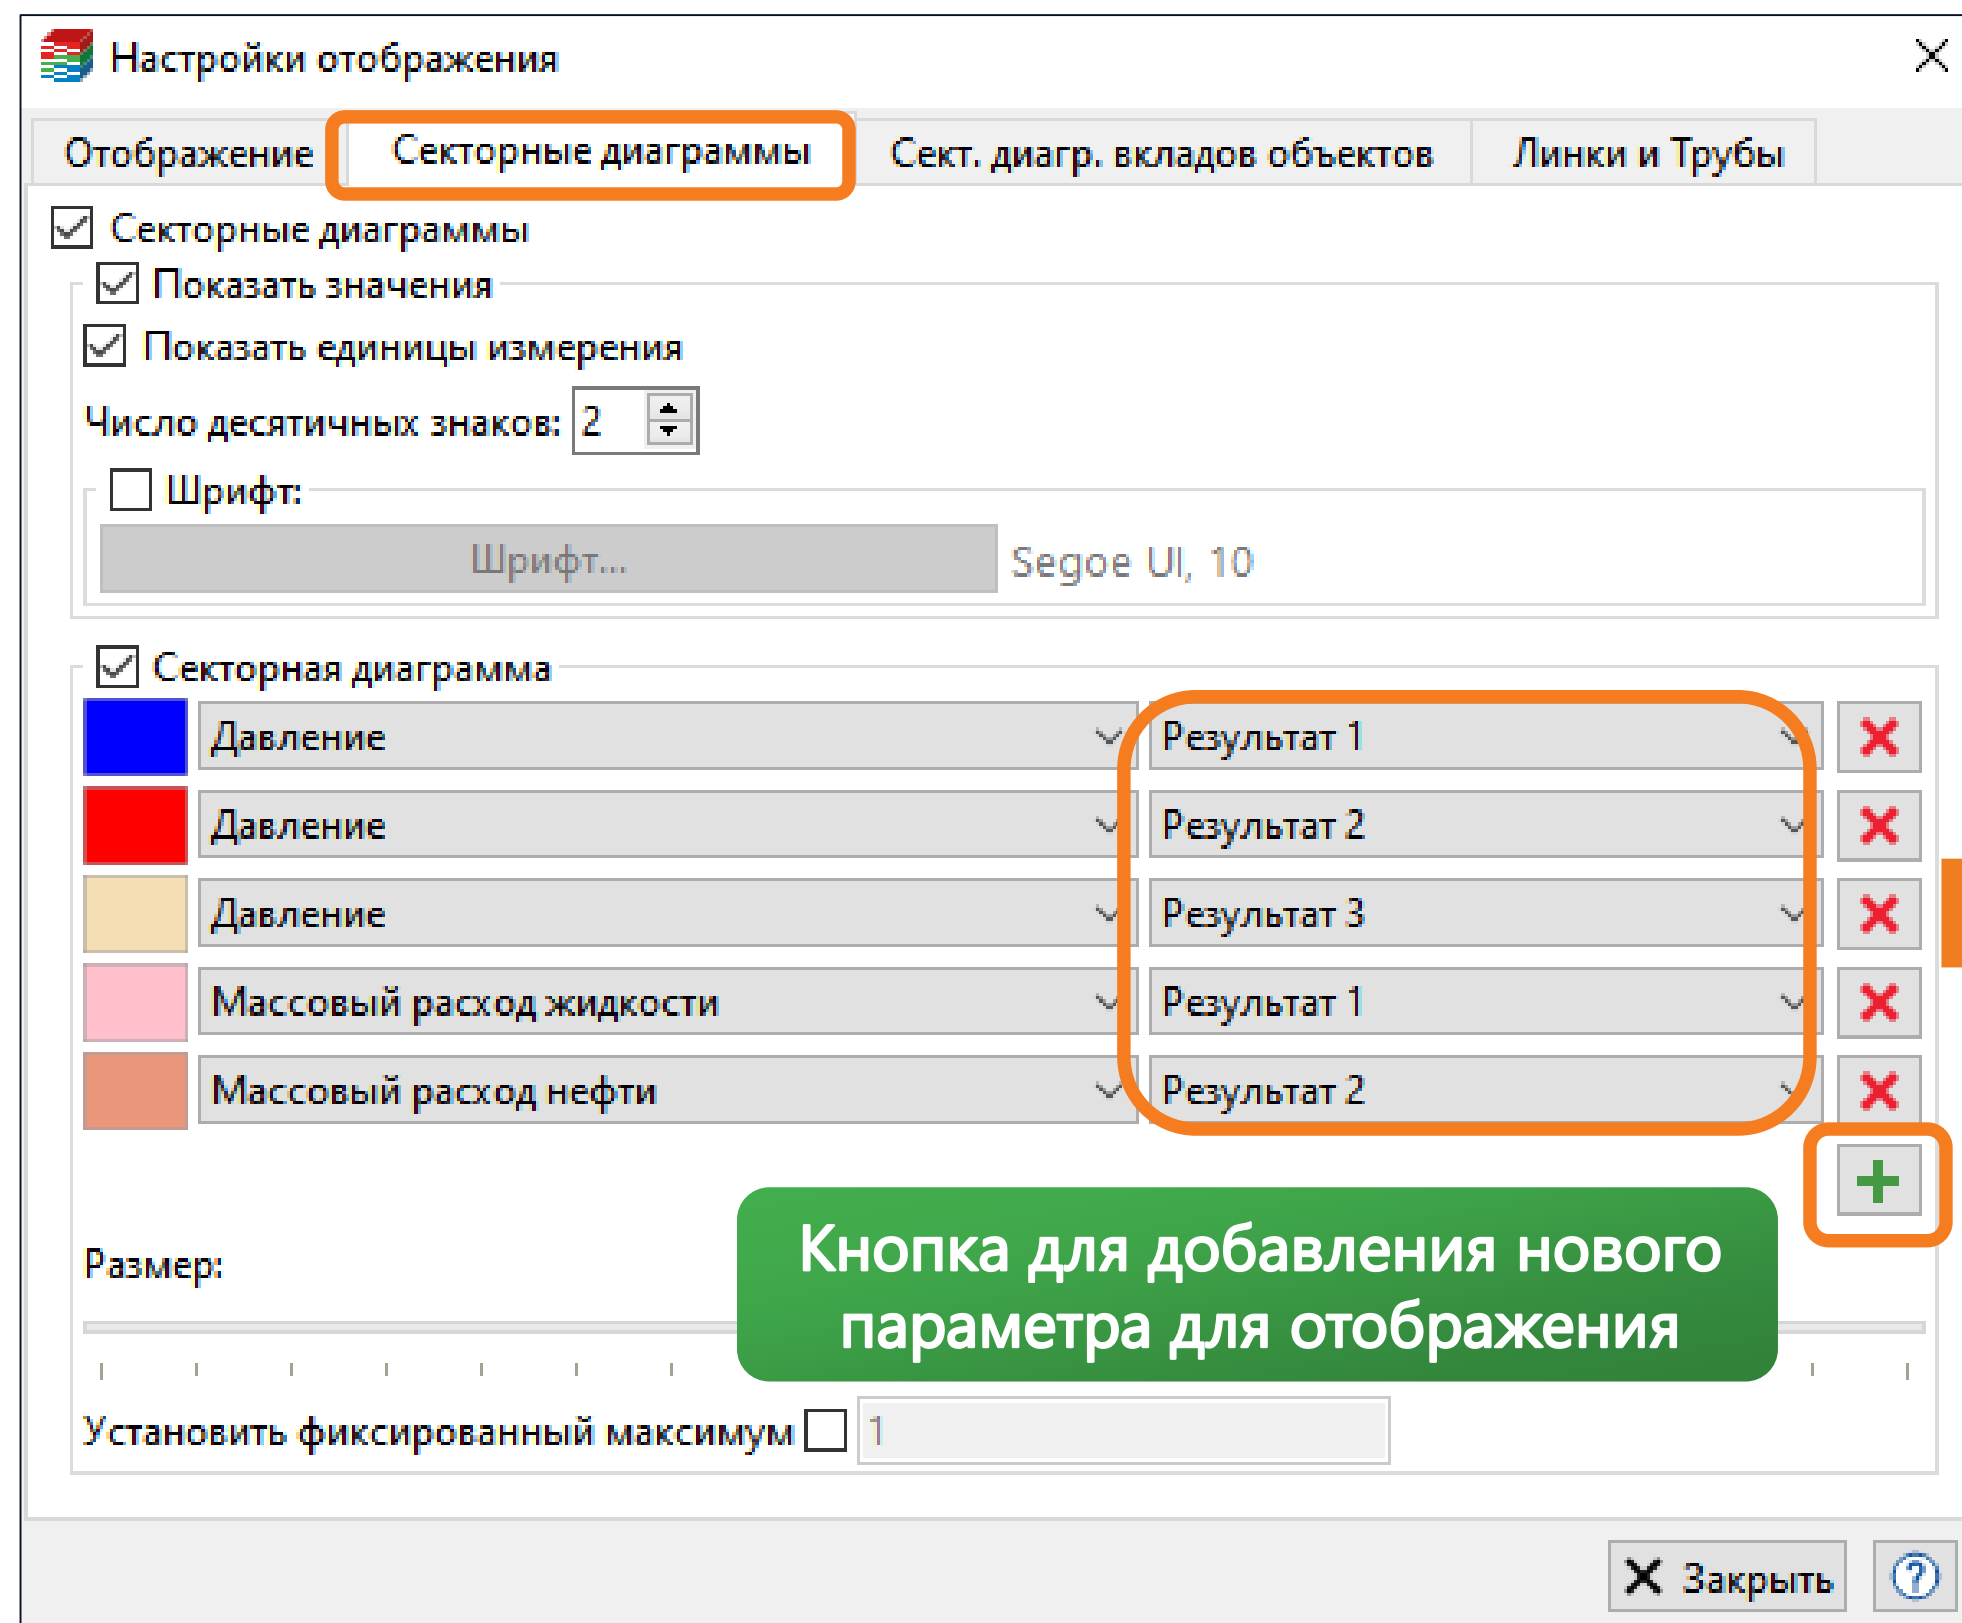 Настройки отображения
Отображение Секторные диаграммы Сект. диагр. вкладов объектов Линки и Трубы
Секторные диаграммы
Показать значения
Показать единицы измерения
Число десятичных знаков: 2
Шрифт:
Шрифт... Segoe UI, 10
Секторная диаграмма
Давление Результат 1
Давление Результат 2
Давление Результат 3
Массовый расход жидкости Результат 1
Массовый расход нефти Результат 2
Кнопка для добавления нового
параметра для отображения
Размер:
Установить фиксированный максимум 1
Закрыть ?